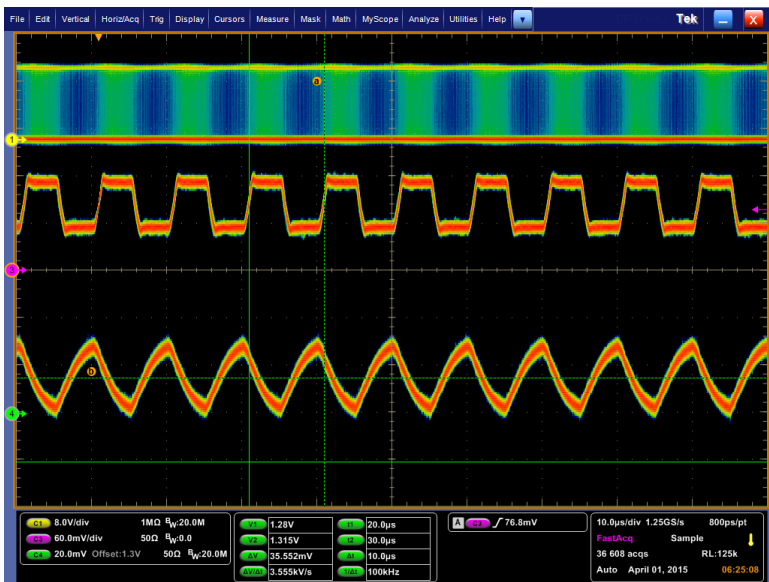 File Edit Vertical Horiz/Acq Trig Display Cursors Measure Mask Math MyScope Analyze Utilities Help Tek X
a
1
3
b
4
C1 8.0V/div 1MΩ BW:20.0M
C3 60.0mV/div 50Ω BW:0.0
C4 20.0mV Offset:1.3V 50Ω BW:20.0M
V1 1.28V t1 20.0µs
V2 1.315V t2 30.0µs
ΔV 35.552mV Δt 10.0µs
ΔV/Δt 3.555kV/s 1/Δt 100kHz
A C3 76.8mV
10.0µs/div 1.25GS/s 800ps/pt
FastAcq Sample
36 608 acqs RL:125k
Auto April 01, 2015 06:25:08